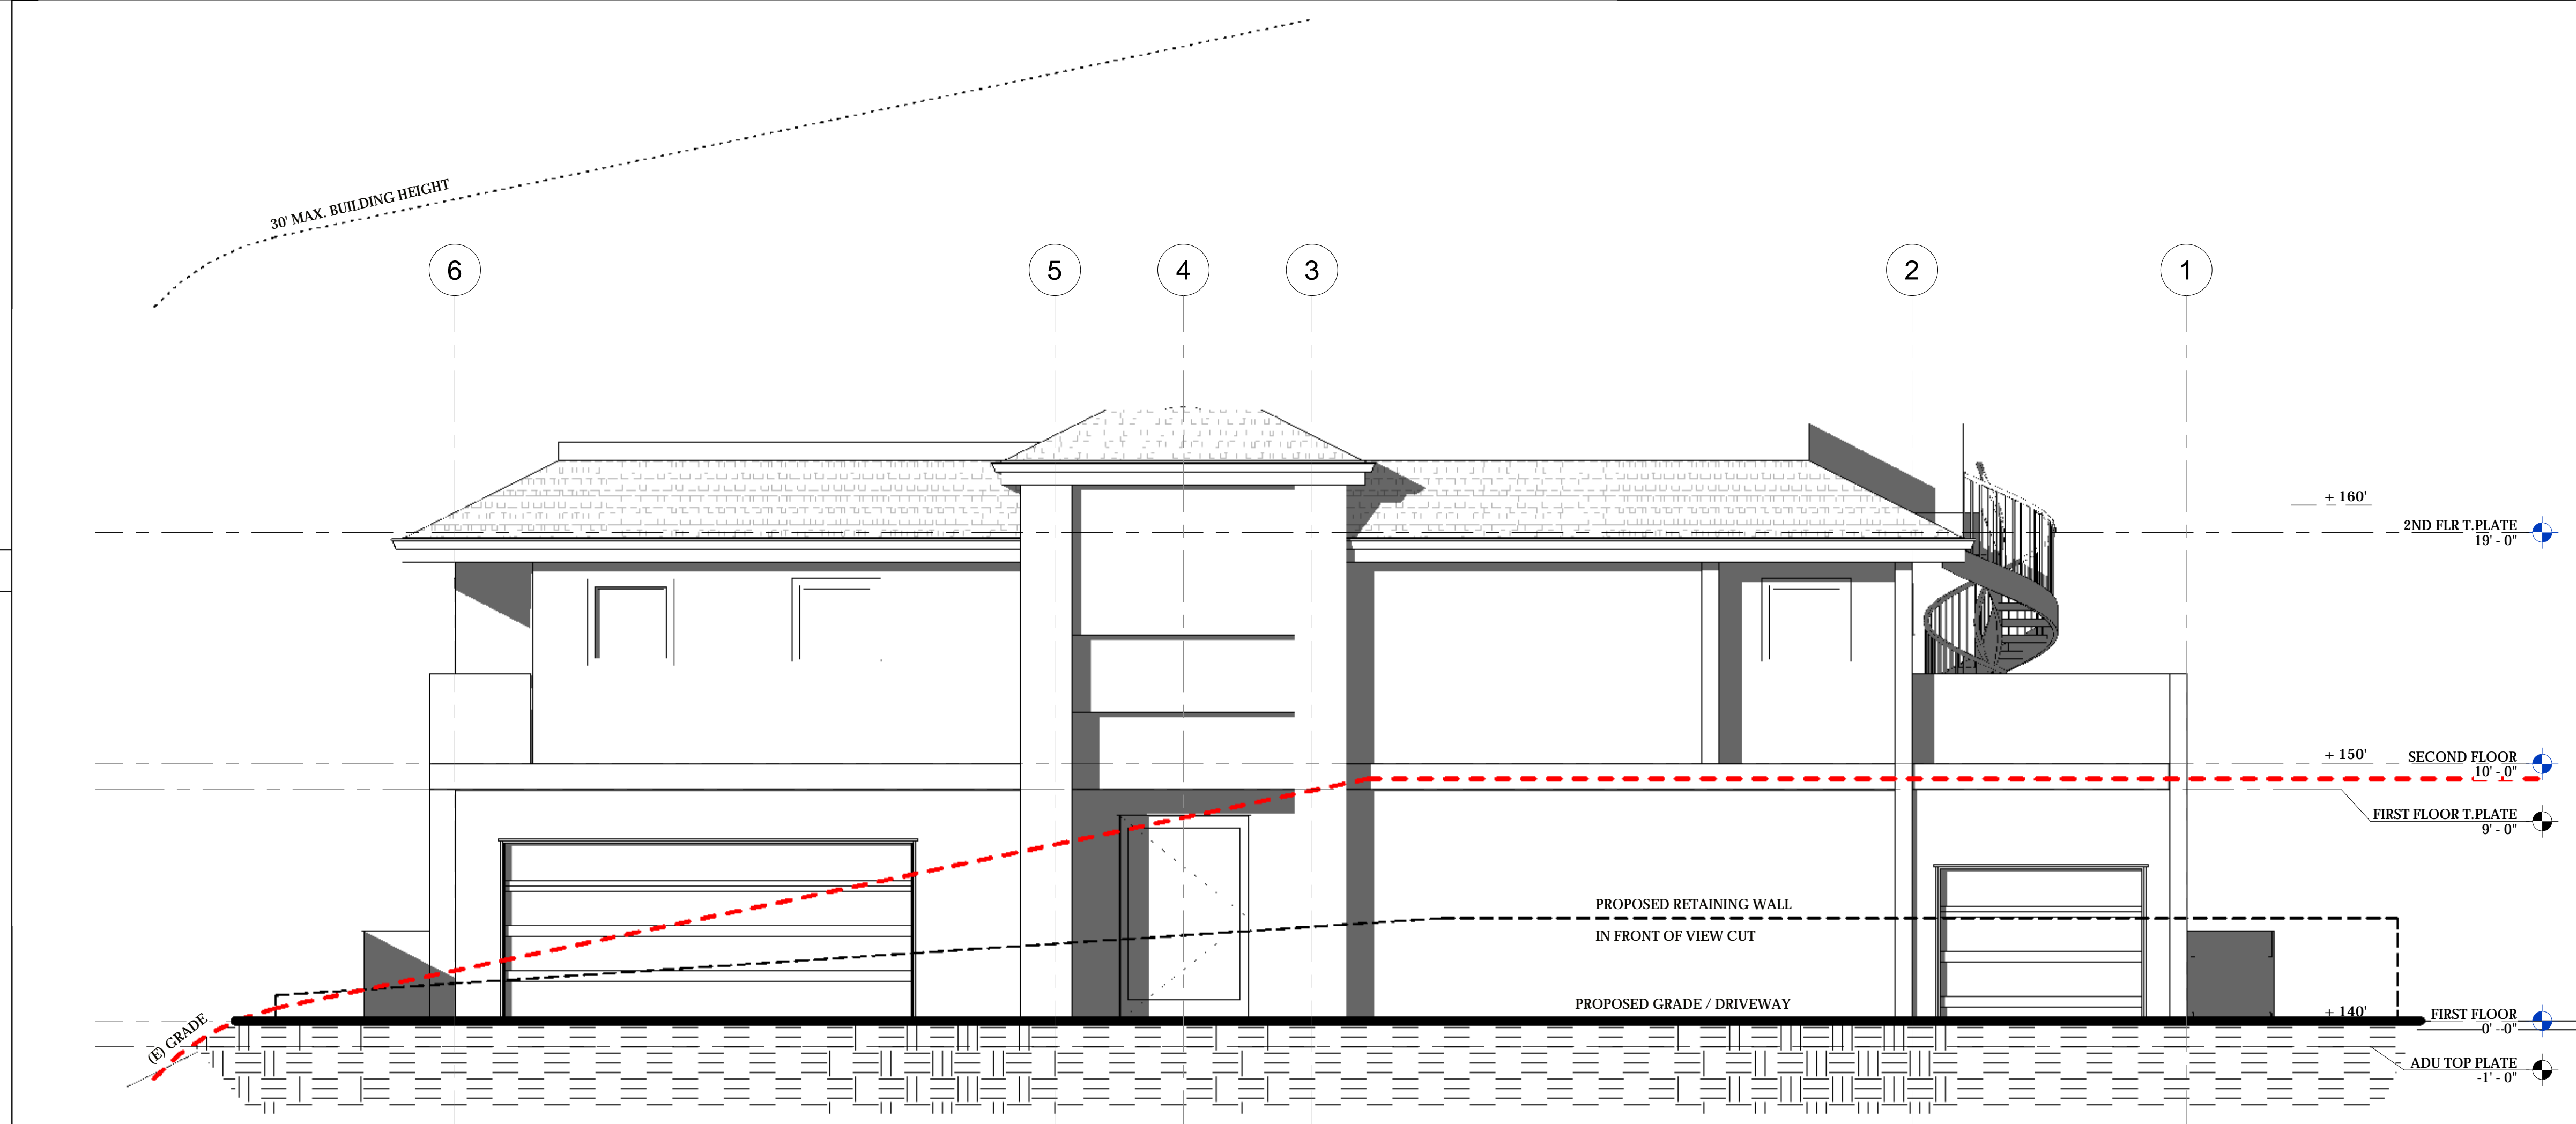 30' MAX. BUILDING HEIGHT
6
5
4
3
2
1
+ 160'
2ND FLR T.PLATE
19' - 0"
+ 150'
SECOND FLOOR
10' - 0"
FIRST FLOOR T.PLATE
9' - 0"
PROPOSED RETAINING WALL
IN FRONT OF VIEW CUT
PROPOSED GRADE / DRIVEWAY
(E) GRADE
+ 140'
FIRST FLOOR
0' - 0"
ADU TOP PLATE
-1' - 0"